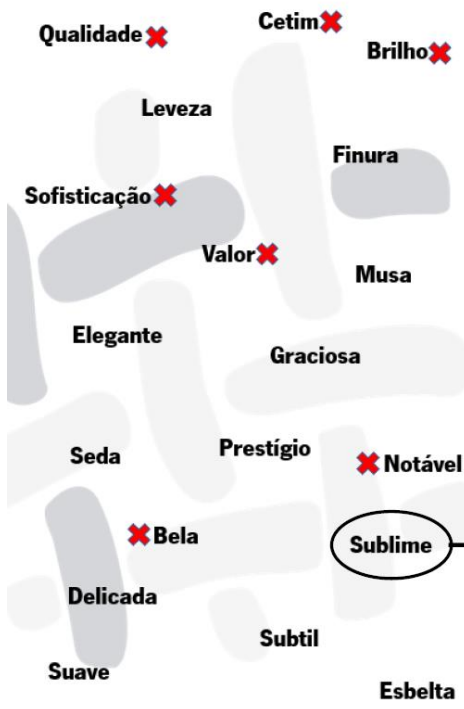 Qualidade
Cetim
Brilho
Leveza
Finura
Sofisticação
Valor
Musa
Elegante
Graciosa
Prestígio
Seda
Notável
Bela
Sublime
Delicada
Subtil
Suave
Esbelta